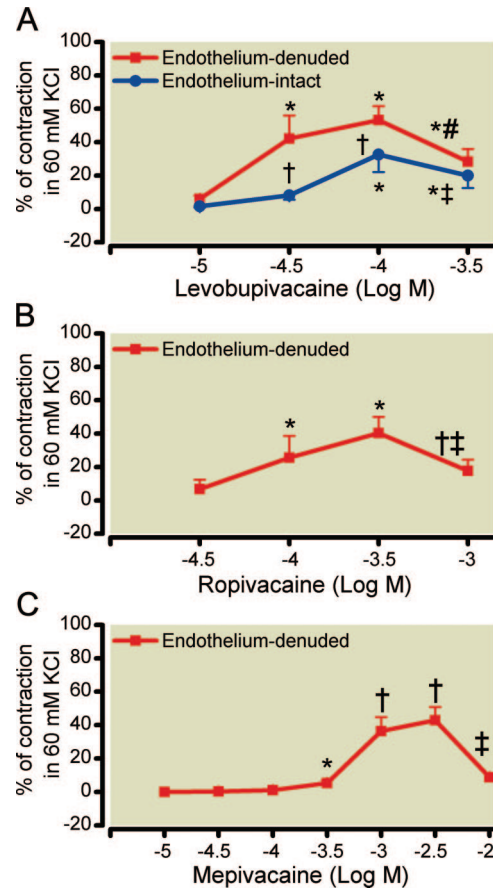 A
% of contraction
in 60 mM KCl
100
80
60
40
20
0
-20
Endothelium-denuded
Endothelium-intact
* * *#
† † * *‡
-5 -4.5 -4 -3.5
Levobupivacaine (Log M)
B
% of contraction
in 60 mM KCl
100
80
60
40
20
0
-20
Endothelium-denuded
* * †‡
-4.5 -4 -3.5 -3
Ropivacaine (Log M)
C
% of contraction
in 60 mM KCl
100
80
60
40
20
0
-20
Endothelium-denuded
* † † ‡
-5 -4.5 -4 -3.5 -3 -2.5 -2
Mepivacaine (Log M)